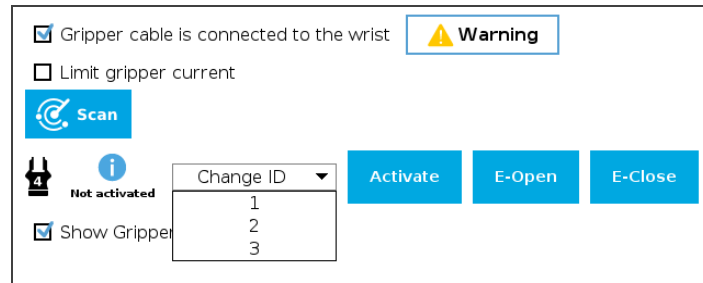 Gripper cable is connected to the wrist Warning
Limit gripper current
Scan
4 Not activated Change ID Activate E-Open E-Close
1
Show Gripper 2
3